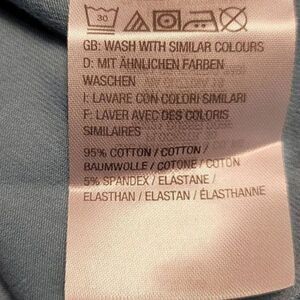 30
GB: WASH WITH SIMILAR COLOURS
D: MIT ÄHNLICHEN FARBEN
WASCHEN
I: LAVARE CON COLORI SIMILARI
F: LAVER AVEC DES COLORIS
SIMILAIRES
95% COTTON / COTTON /
BAUMWOLLE / COTONE / COTON
5% SPANDEX / ELASTANE /
ELASTHAN / ELASTAN / ÉLASTHANNE